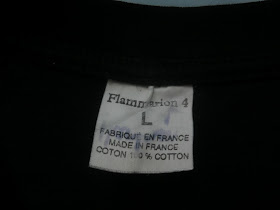 Flammarion 4
L
FABRIQUE EN FRANCE
MADE IN FRANCE
COTON 100 % COTTON